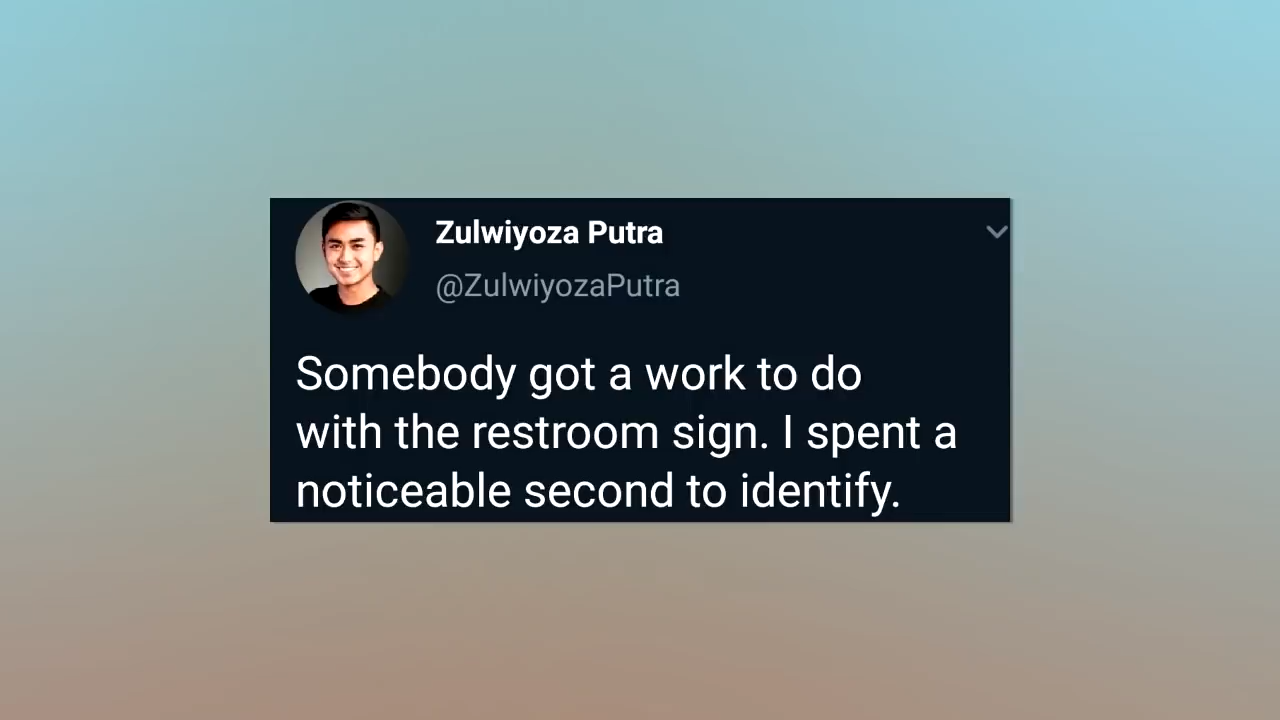 Zulwiyoza Putra
@ZulwiyozaPutra
Somebody got a work to do
with the restroom sign. I spent a
noticeable second to identify.